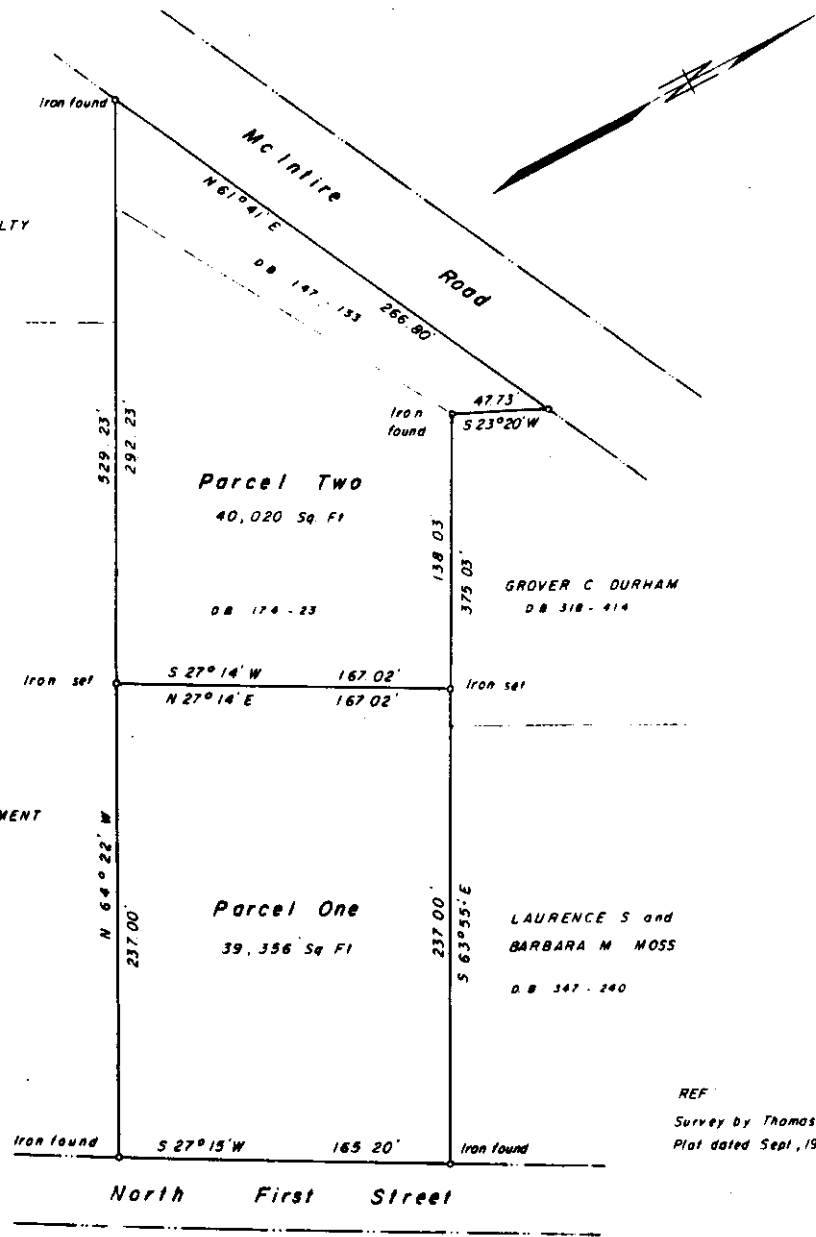 Iron found
McIntire
Road
N 61° 41' E
266.80'
LTY
D B 147 - 133
47.73'
S 23° 20' W
Iron
found
529.23'
292.23'
Parcel Two
40,020 Sq. Ft
138 03'
375 03'
GROVER C DURHAM
D B 318 - 414
D B 174 - 23
Iron set
S 27° 14' W 167.02'
N 27° 14' E 167.02'
Iron set
MENT
N 64° 22' W
237.00'
Parcel One
39,356 Sq Ft
237 00'
S 63° 55' E
LAURENCE S and
BARBARA M MOSS
D. B 347 - 240
REF
Survey by Thomas
Plat dated Sept, 19
Iron found
S 27° 15' W 165 20'
Iron found
North First Street